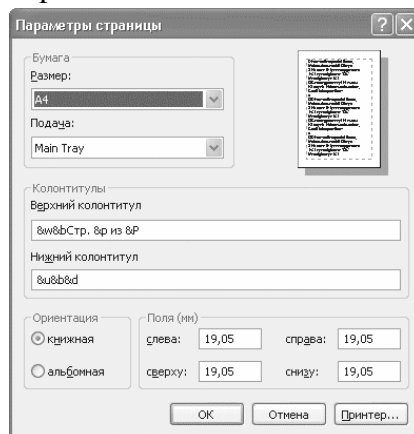 Параметры страницы
Бумага
Размер:
A4
Подача:
Main Tray
Колонтитулы
Верхний колонтитул
&w&bСтр. &p из &P
Нижний колонтитул
&u&b&d
Ориентация
книжная
альбомная
Поля (мм)
слева: 19,05 справа: 19,05
сверху: 19,05 снизу: 19,05
ОК Отмена Принтер...